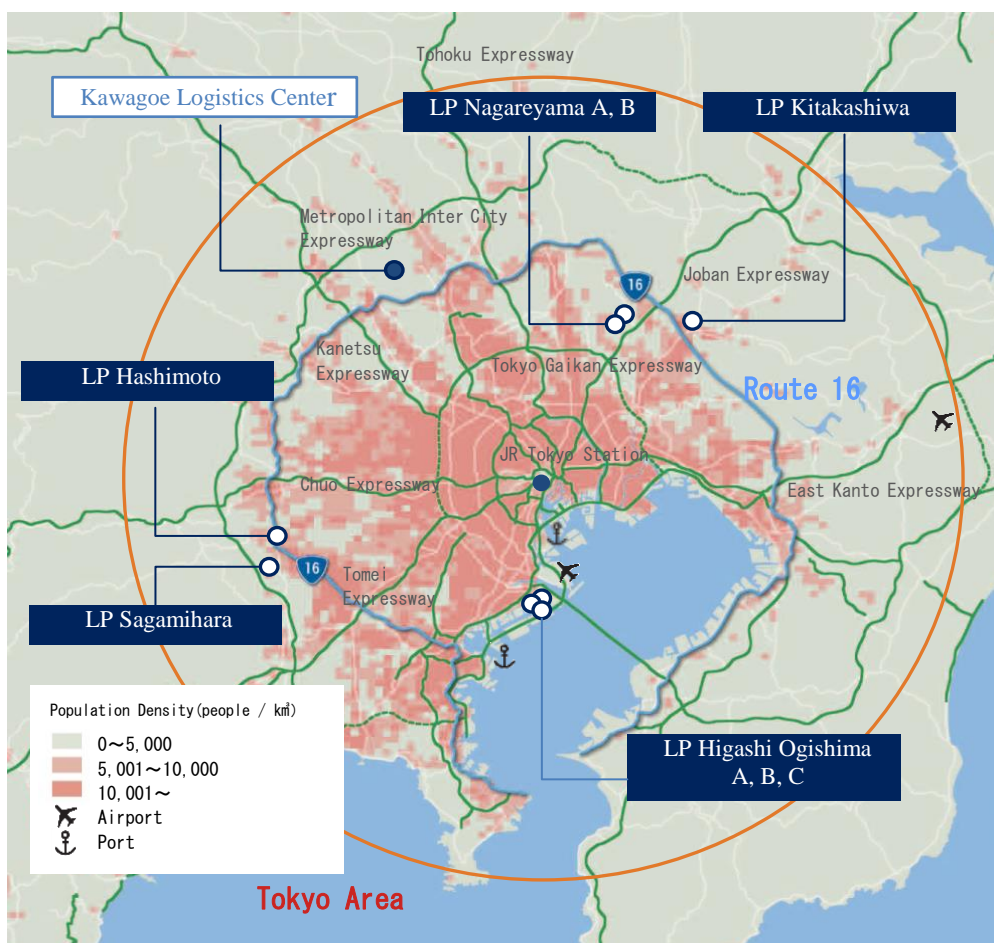 Tohoku Expressway
Kawagoe Logistics Center
LP Nagareyama A, B
LP Kitakashiwa
Metropolitan Inter City
Expressway
16
Joban Expressway
Kanetsu
Expressway
Tokyo Gaikan Expressway
LP Hashimoto
Route 16
JR Tokyo Station
Chuo Expressway
East Kanto Expressway
16
Tomei
Expressway
LP Sagamihara
Population Density(people / k㎡)
0～5,000
5,001～10,000
10,001～
Airport
Port
LP Higashi Ogishima
A, B, C
Tokyo Area